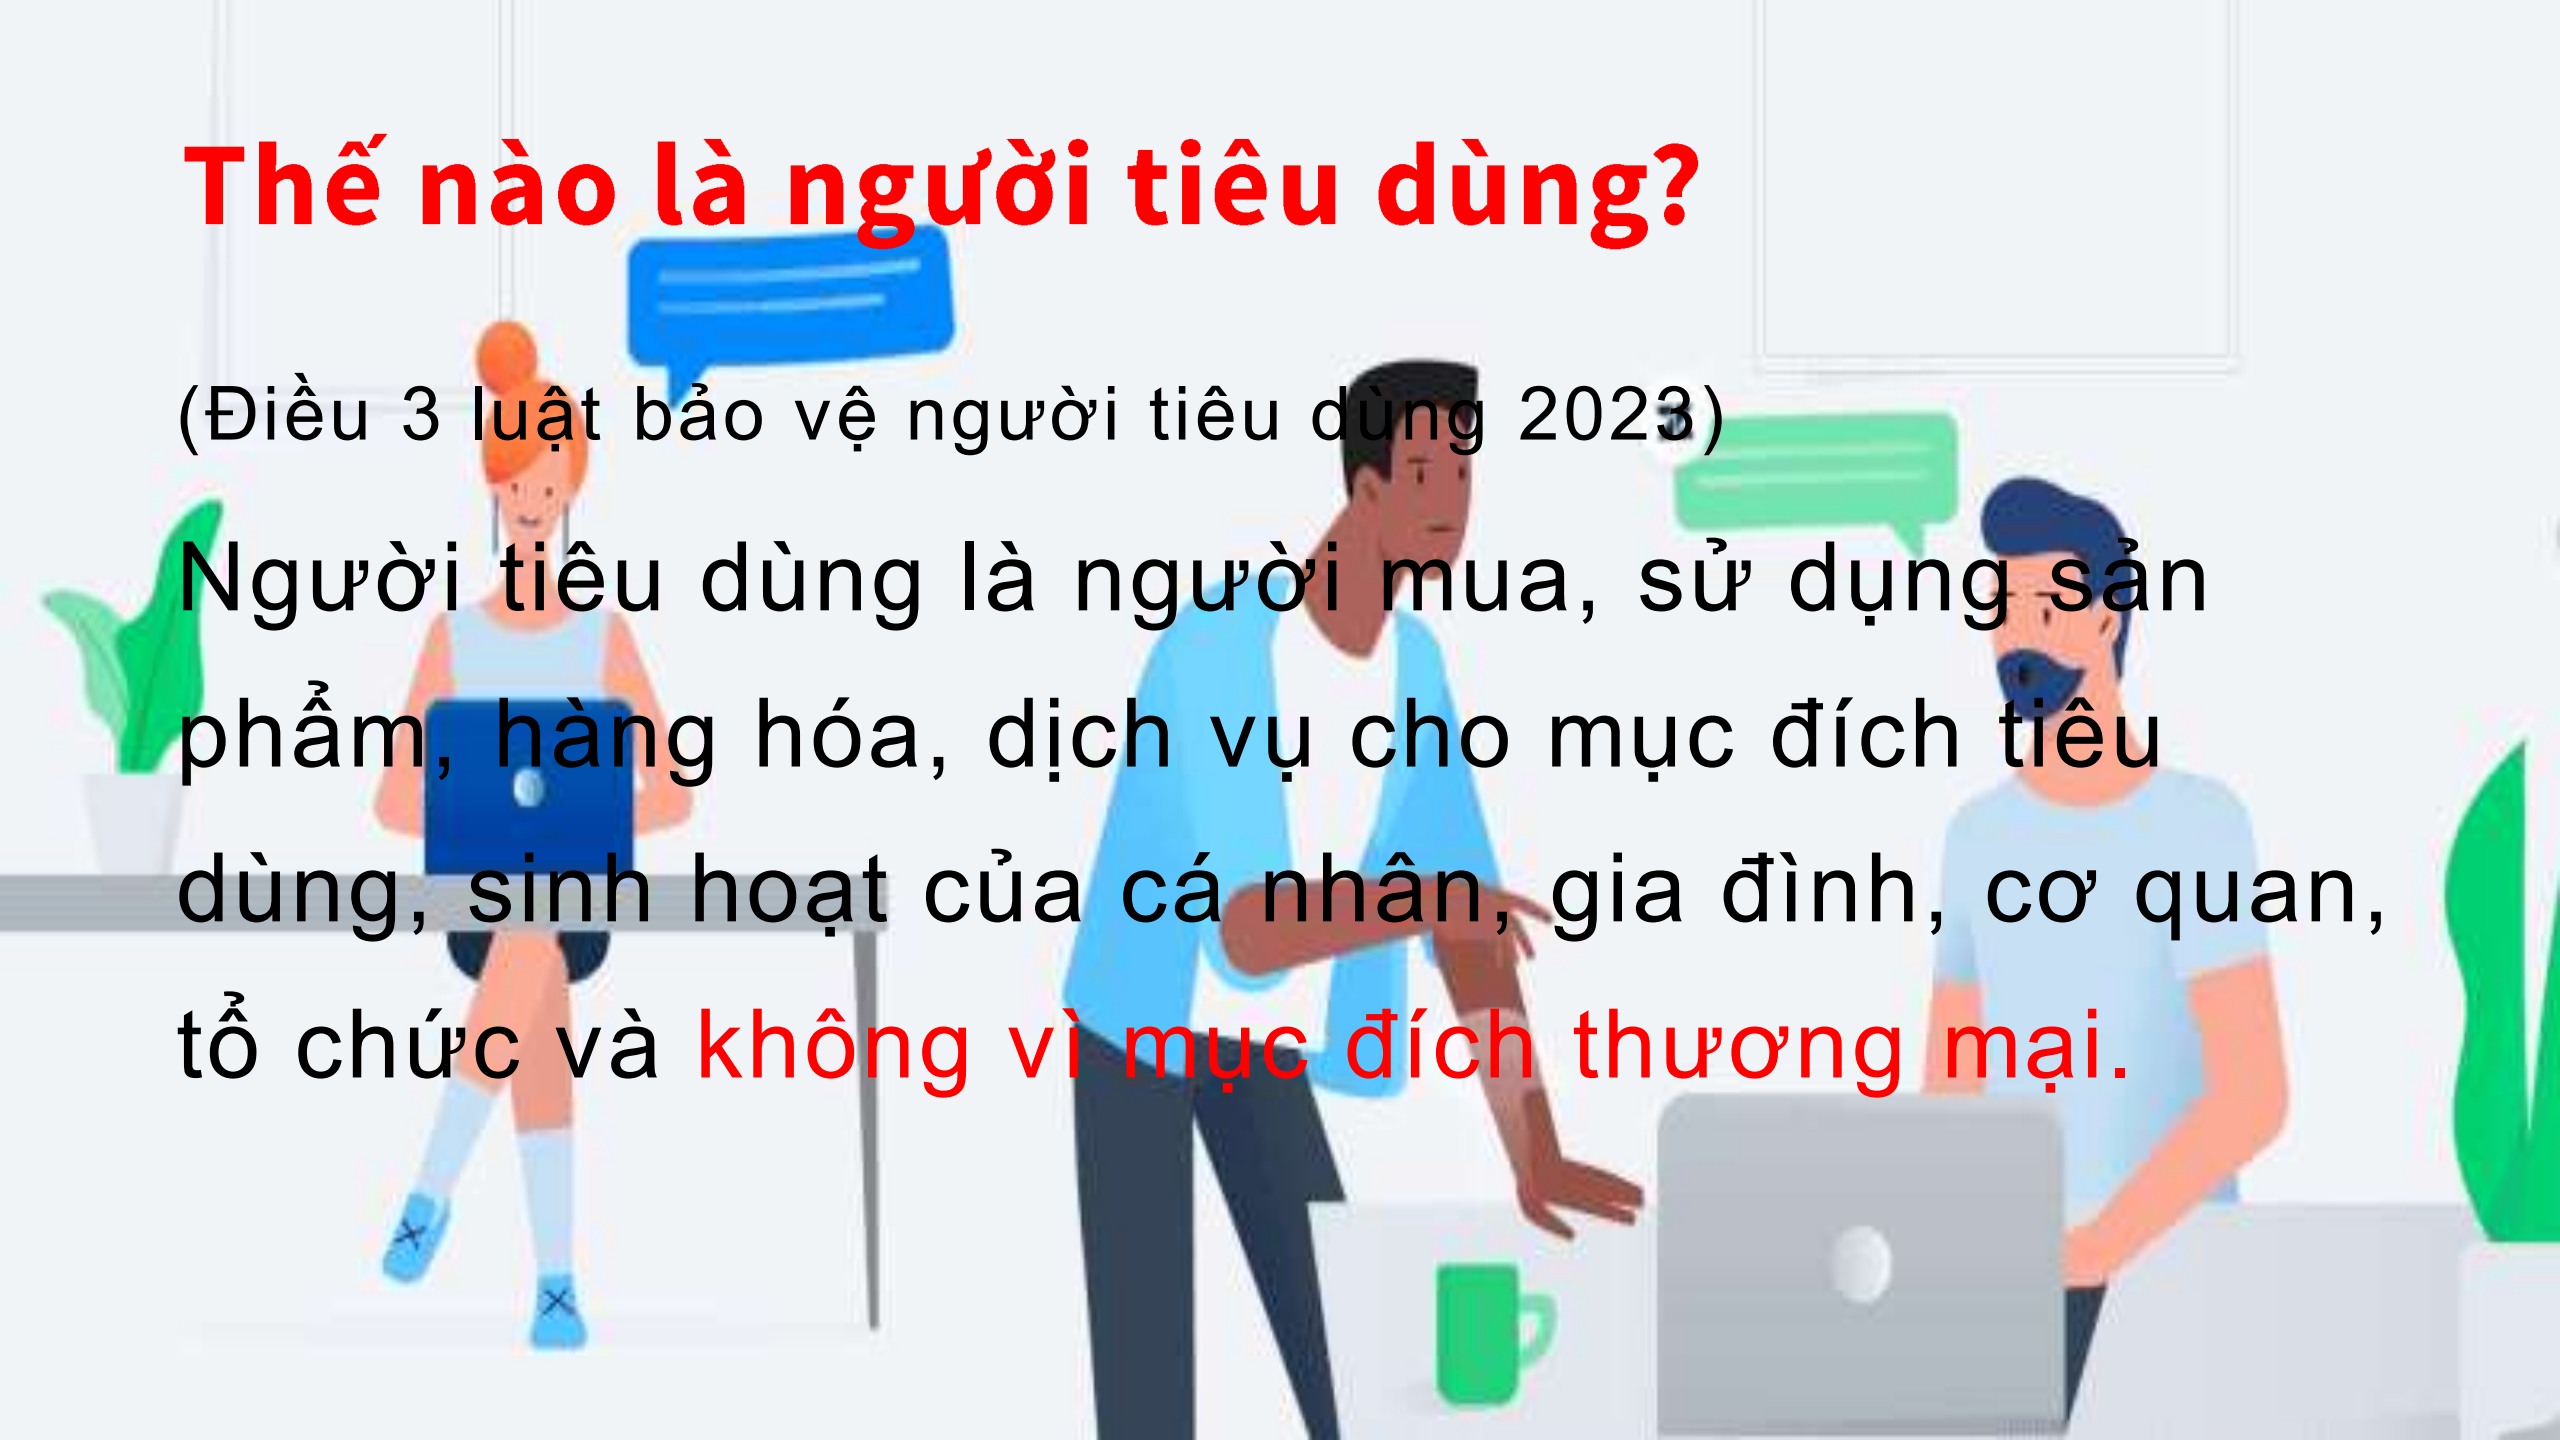 Thế nào là người tiêu dùng?
(Điều 3 luật bảo vệ người tiêu dùng 2023)
Người tiêu dùng là người mua, sử dụng sản
phẩm, hàng hóa, dịch vụ cho mục đích tiêu
dùng, sinh hoạt của cá nhân, gia đình, cơ quan,
tổ chức và không vì mục đích thương mại.